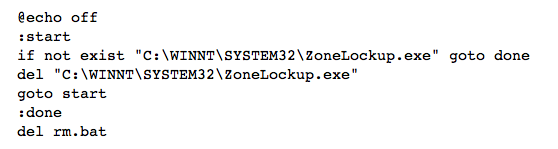 @echo off
:start
if not exist "C:\WINNT\SYSTEM32\ZoneLockup.exe" goto done
del "C:\WINNT\SYSTEM32\ZoneLockup.exe"
goto start
:done
del rm.bat